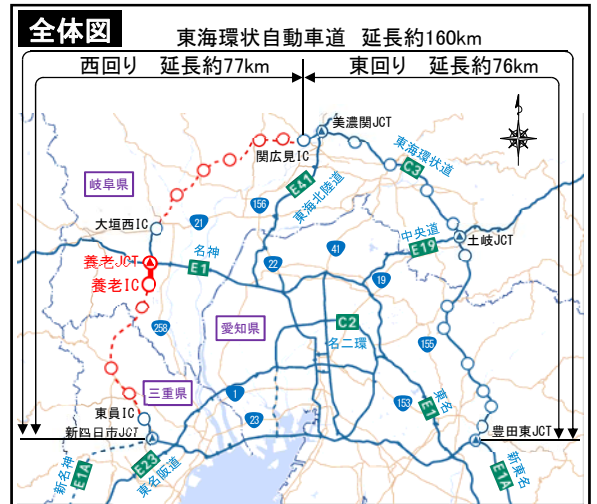 全体図
東海環状自動車道 延長約160km
西回り 延長約77km
東回り 延長約76km
美濃関JCT
関広見IC
東海環状道
C3
岐阜県
156
E41
東海北陸道
大垣西IC
21
中央道
土岐JCT
41
E19
名神
養老JCT
E1
22
19
養老IC
258
愛知県
C2
名二環
155
三重県
1
153
東名
E1
東員IC
23
新四日市JCT
豊田東JCT
新名神
E1A
E23
東名阪道
新東名
E1A